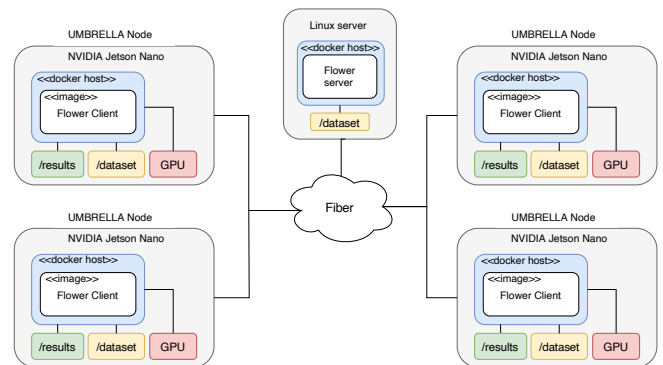 UMBRELLA Node
NVIDIA Jetson Nano
<<docker host>>
<<image>>
Flower Client
/results
/dataset
GPU
Linux server
<<docker host>>
Flower
server
/dataset
UMBRELLA Node
NVIDIA Jetson Nano
<<docker host>>
<<image>>
Flower Client
/results
/dataset
GPU
Fiber
UMBRELLA Node
NVIDIA Jetson Nano
<<docker host>>
<<image>>
Flower Client
/results
/dataset
GPU
UMBRELLA Node
NVIDIA Jetson Nano
<<docker host>>
<<image>>
Flower Client
/results
/dataset
GPU